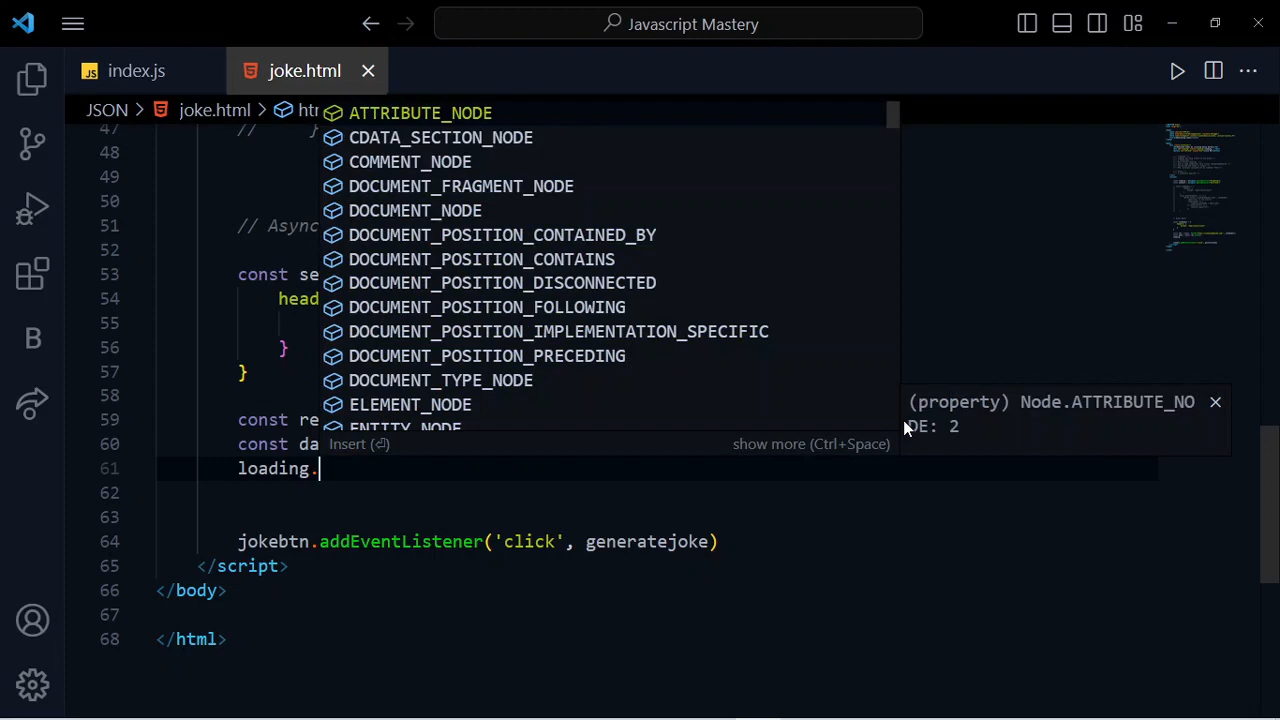 Javascript Mastery
JS index.js
joke.html
JSON > joke.html > htr
47 // }
48
49
50
51 // Async
52
53 const se
54 head
55
56 }
57 }
58
59 const re
60 const da
61 loading.
62
63
64 jokebtn.addEventListener('click', generatejoke)
65 </script>
66 </body>
67
68 </html>
ATTRIBUTE_NODE
CDATA_SECTION_NODE
COMMENT_NODE
DOCUMENT_FRAGMENT_NODE
DOCUMENT_NODE
DOCUMENT_POSITION_CONTAINED_BY
DOCUMENT_POSITION_CONTAINS
DOCUMENT_POSITION_DISCONNECTED
DOCUMENT_POSITION_FOLLOWING
DOCUMENT_POSITION_IMPLEMENTATION_SPECIFIC
DOCUMENT_POSITION_PRECEDING
DOCUMENT_TYPE_NODE
ELEMENT_NODE
ENTITY_NODE
Insert (⏎) show more (Ctrl+Space)
(property) Node.ATTRIBUTE_NO
DE: 2
B